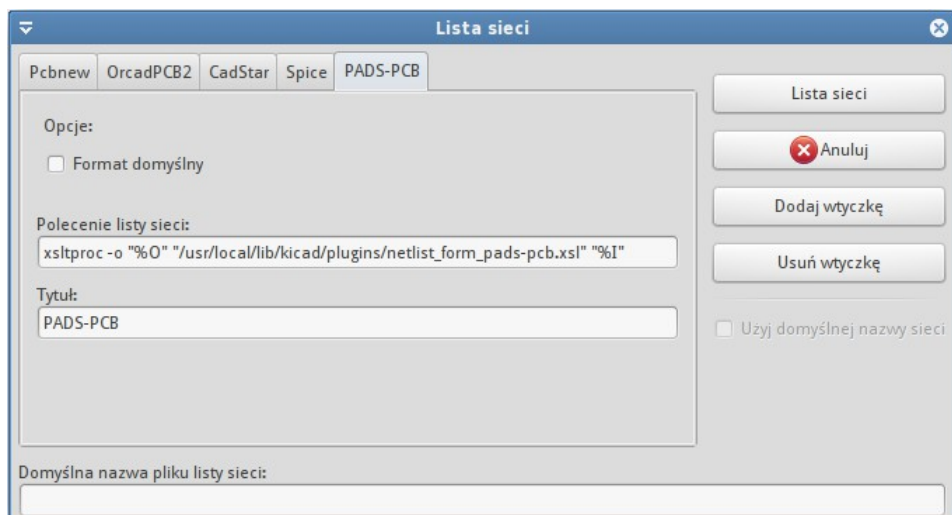 Lista sieci
Pcbnew OrcadPCB2 CadStar Spice PADS-PCB
Opcje:
Format domyślny
Polecenie listy sieci:
xsltproc -o "%O" "/usr/local/lib/kicad/plugins/netlist_form_pads-pcb.xsl" "%I"
Tytuł:
PADS-PCB
Lista sieci
Anuluj
Dodaj wtyczkę
Usuń wtyczkę
Użyj domyślnej nazwy sieci
Domyślna nazwa pliku listy sieci: